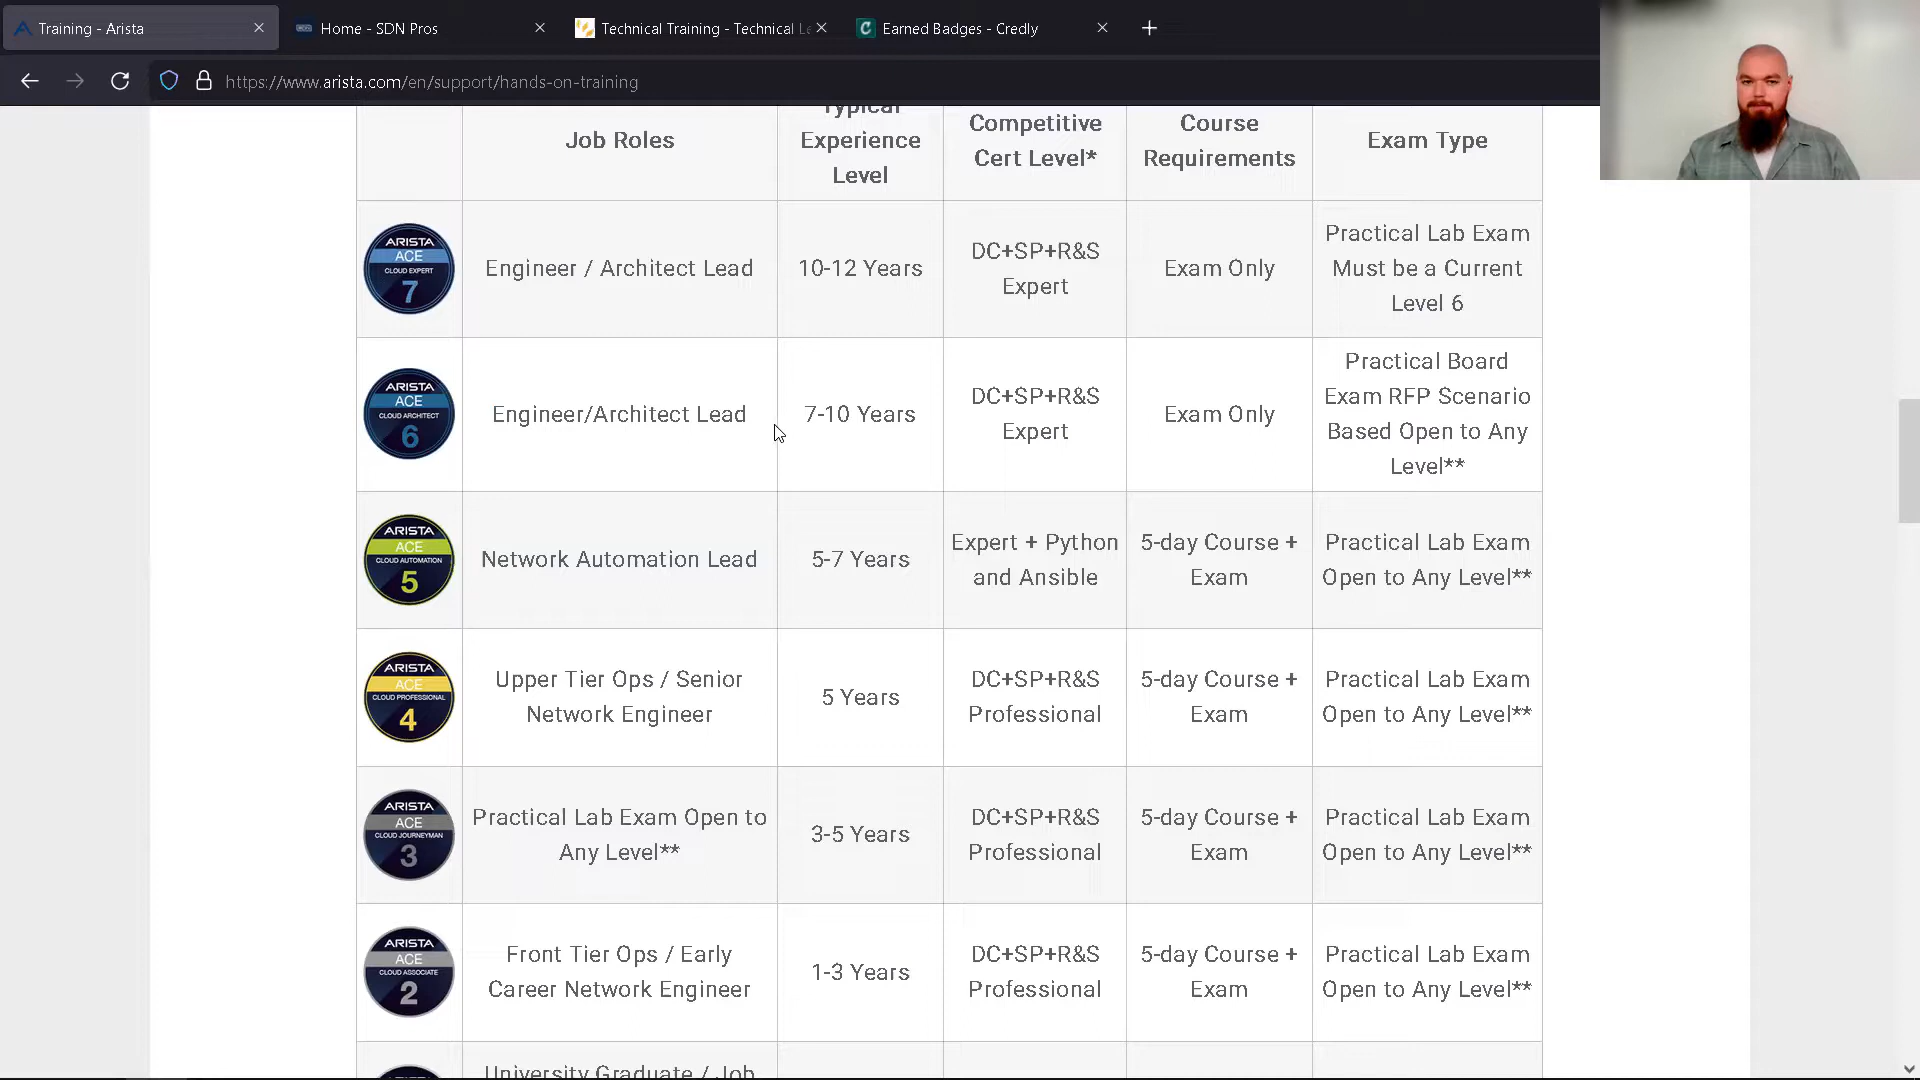 Training - Arista
Home - SDN Pros
Technical Training - Technical Le
Earned Badges - Credly
https://www.arista.com/en/support/hands-on-training
Job Roles
Typical
Experience
Level
Competitive
Cert Level*
Course
Requirements
Exam Type
ARISTA
ACE
CLOUD EXPERT
7
Engineer / Architect Lead
10-12 Years
DC+SP+R&S
Expert
Exam Only
Practical Lab Exam
Must be a Current
Level 6
ARISTA
ACE
CLOUD ARCHITECT
6
Engineer/Architect Lead
7-10 Years
DC+SP+R&S
Expert
Exam Only
Practical Board
Exam RFP Scenario
Based Open to Any
Level**
ARISTA
ACE
CLOUD AUTOMATION
5
Network Automation Lead
5-7 Years
Expert + Python
and Ansible
5-day Course +
Exam
Practical Lab Exam
Open to Any Level**
ARISTA
ACE
CLOUD PROFESSIONAL
4
Upper Tier Ops / Senior
Network Engineer
5 Years
DC+SP+R&S
Professional
5-day Course +
Exam
Practical Lab Exam
Open to Any Level**
ARISTA
ACE
CLOUD JOURNEYMAN
3
Practical Lab Exam Open to
Any Level**
3-5 Years
DC+SP+R&S
Professional
5-day Course +
Exam
Practical Lab Exam
Open to Any Level**
ARISTA
ACE
CLOUD ASSOCIATE
2
Front Tier Ops / Early
Career Network Engineer
1-3 Years
DC+SP+R&S
Professional
5-day Course +
Exam
Practical Lab Exam
Open to Any Level**
University Graduate / Job